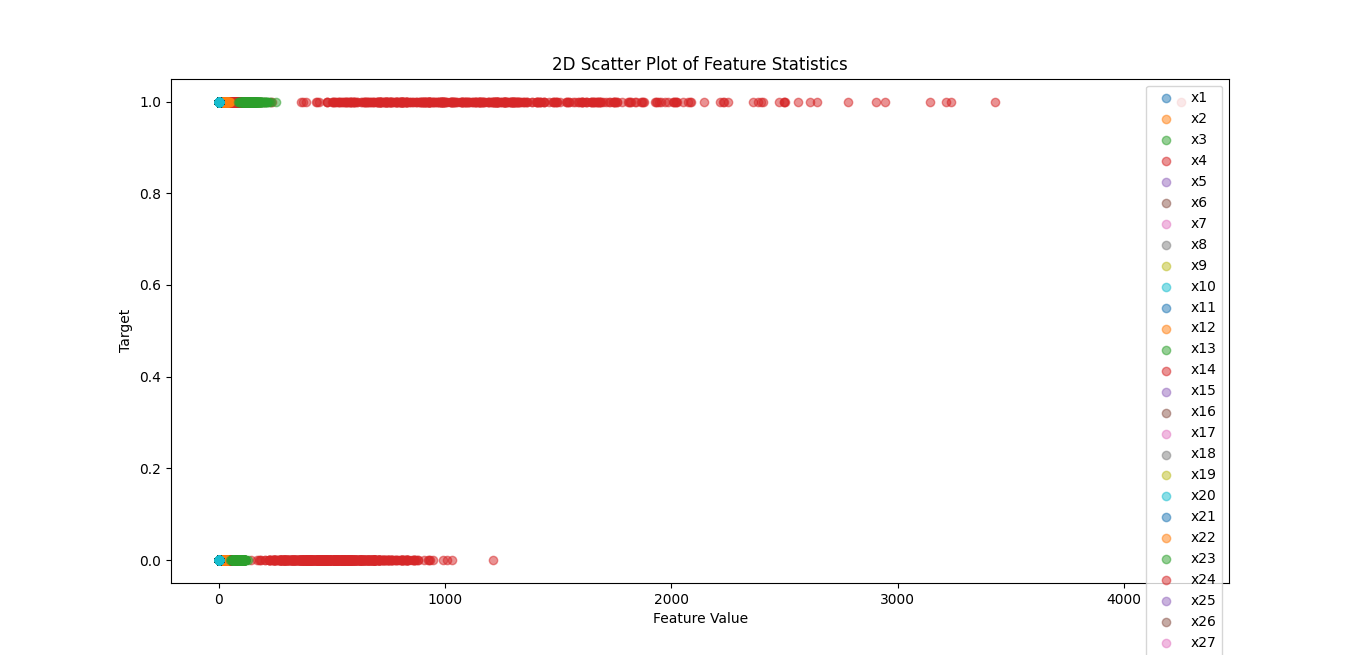 2D Scatter Plot of Feature Statistics
1.0
0.8
0.6
0.4
0.2
0.0
Target
0
1000
2000
3000
4000
Feature Value
x1
x2
x3
x4
x5
x6
x7
x8
x9
x10
x11
x12
x13
x14
x15
x16
x17
x18
x19
x20
x21
x22
x23
x24
x25
x26
x27